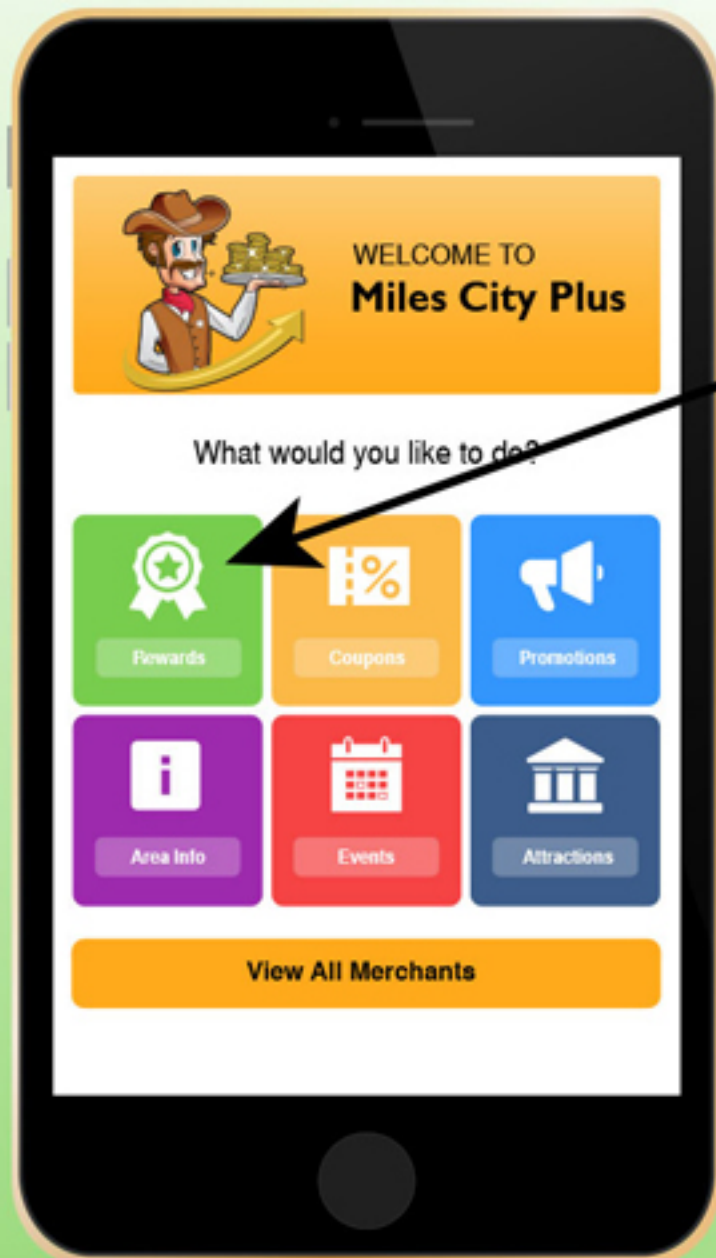 WELCOME TO
Miles City Plus
What would you like to do?
Rewards
Coupons
Promotions
Area Info
Events
Attractions
View All Merchants